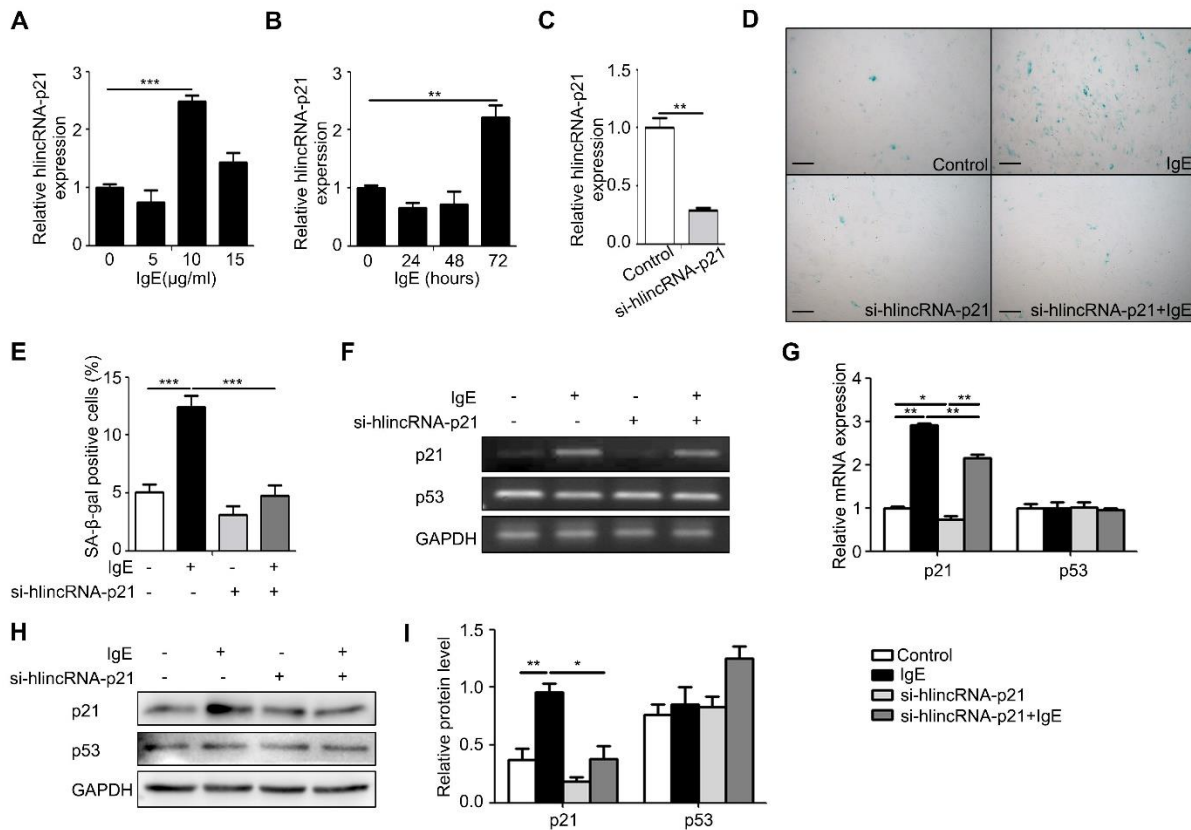 A
Relative hlincRNA-p21
expression
3
2
1
0
***
0 5 10 15
IgE(μg/ml)
B
Relative hlincRNA-p21
expression
3
2
1
0
**
0 24 48 72
IgE (hours)
C
Relative hlincRNA-p21
expression
1.5
1.0
0.5
0.0
**
Control
si-hlincRNA-p21
D
Control
IgE
si-hlincRNA-p21
si-hlincRNA-p21+IgE
E
SA-β-gal positive cells (%)
15
10
5
0
*** ***
IgE - + - +
si-hlincRNA-p21 - - + +
F
IgE - + - +
si-hlincRNA-p21 - - + +
p21
p53
GAPDH
G
Relative mRNA expression
4
3
2
1
0
* **
** **
p21 p53
H
IgE - + - +
si-hlincRNA-p21 - - + +
p21
p53
GAPDH
I
Relative protein level
1.5
1.0
0.5
0.0
** *
p21 p53
Control
IgE
si-hlincRNA-p21
si-hlincRNA-p21+IgE